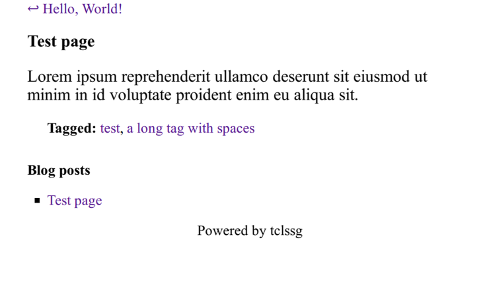 ↩ Hello, World!
Test page
Lorem ipsum reprehenderit ullamco deserunt sit eiusmod ut
minim in id voluptate proident enim eu aliqua sit.
Tagged: test, a long tag with spaces
Blog posts
Test page
Powered by tclssg